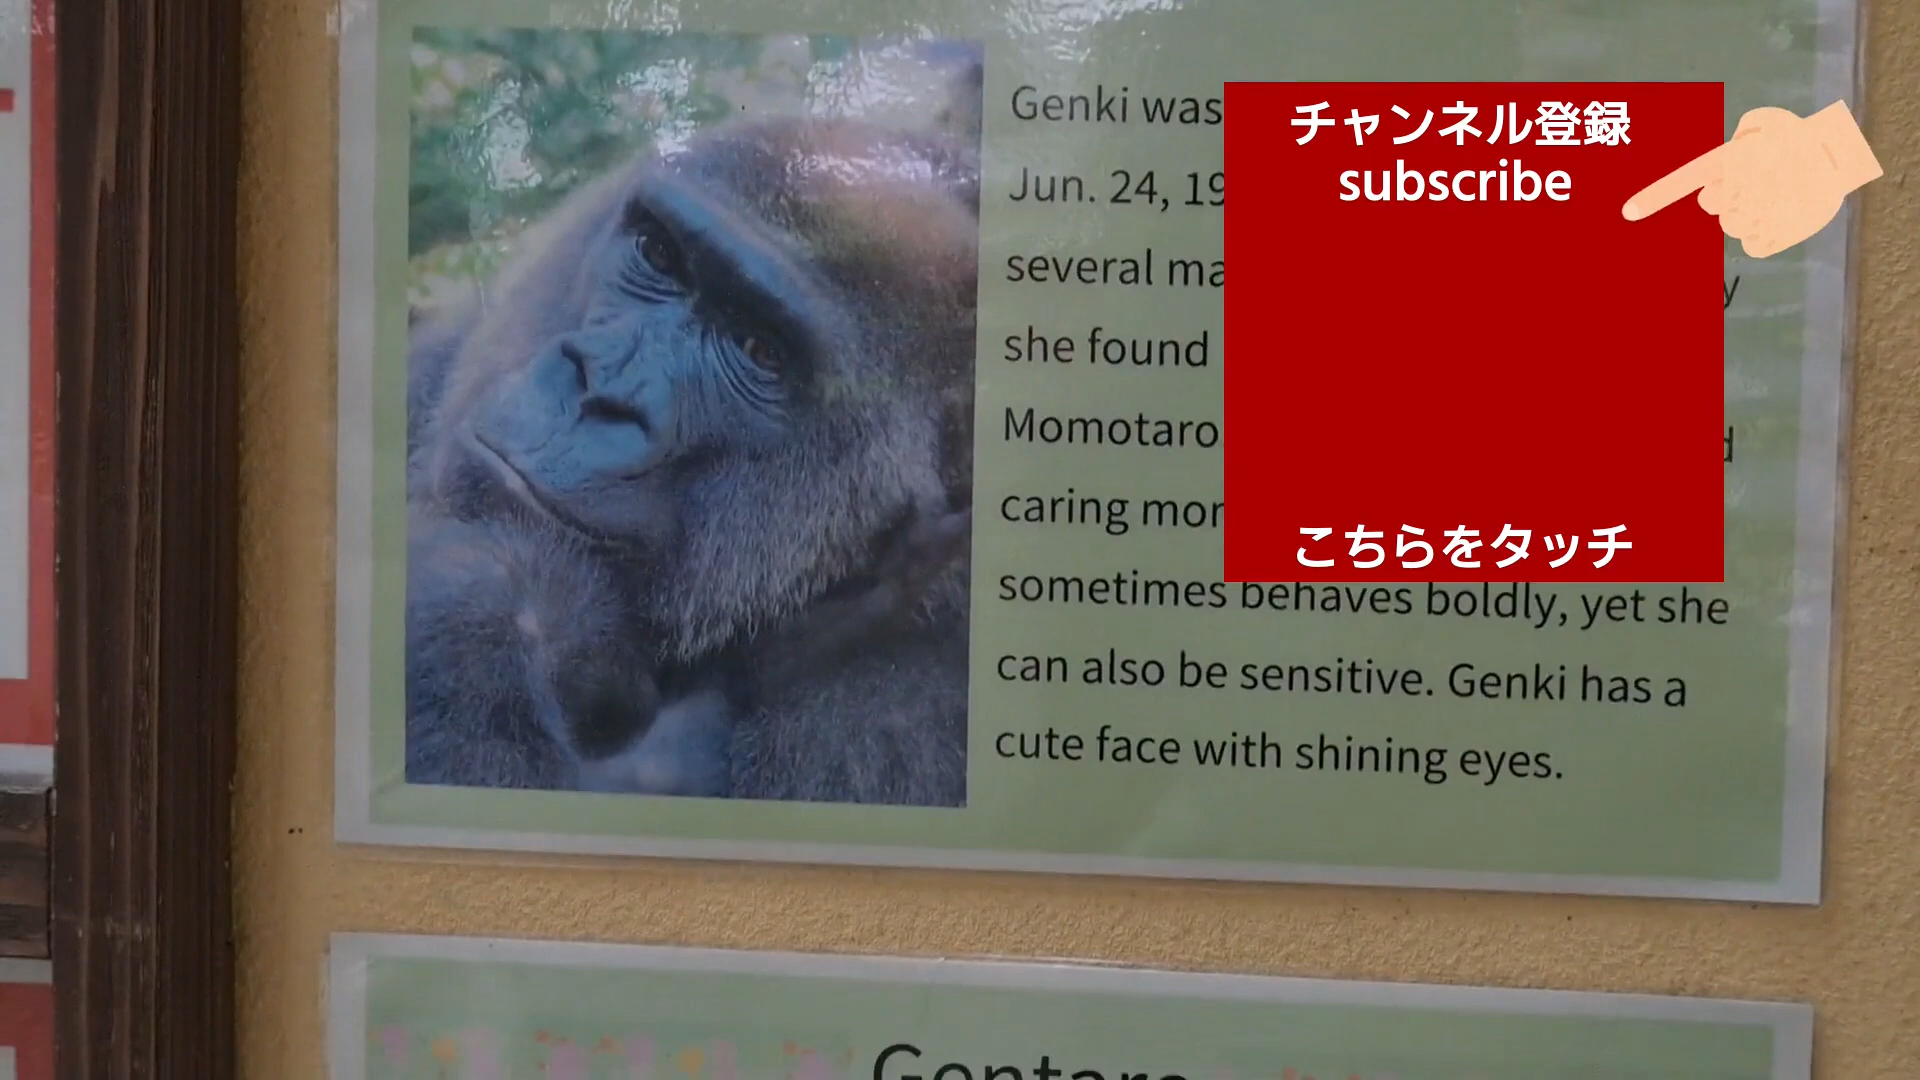 Genki was
Jun. 24, 19
several
she found
Momotaro
caring
sometimes behaves boldly, yet she
can also be sensitive. Genki has a
cute face with shining eyes.
チャンネル登録
subscribe
こちらをタッチ
Gentaro